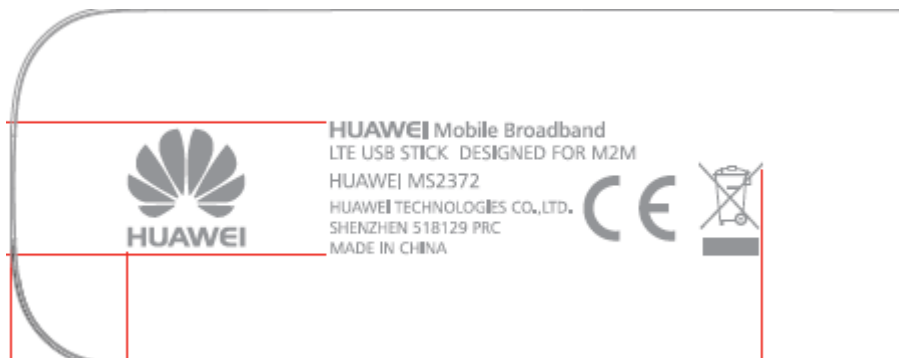 HUAWEI
HUAWEI Mobile Broadband
LTE USB STICK DESIGNED FOR M2M
HUAWEI MS2372
HUAWEI TECHNOLOGIES CO.,LTD.
SHENZHEN 518129 PRC
MADE IN CHINA
CE